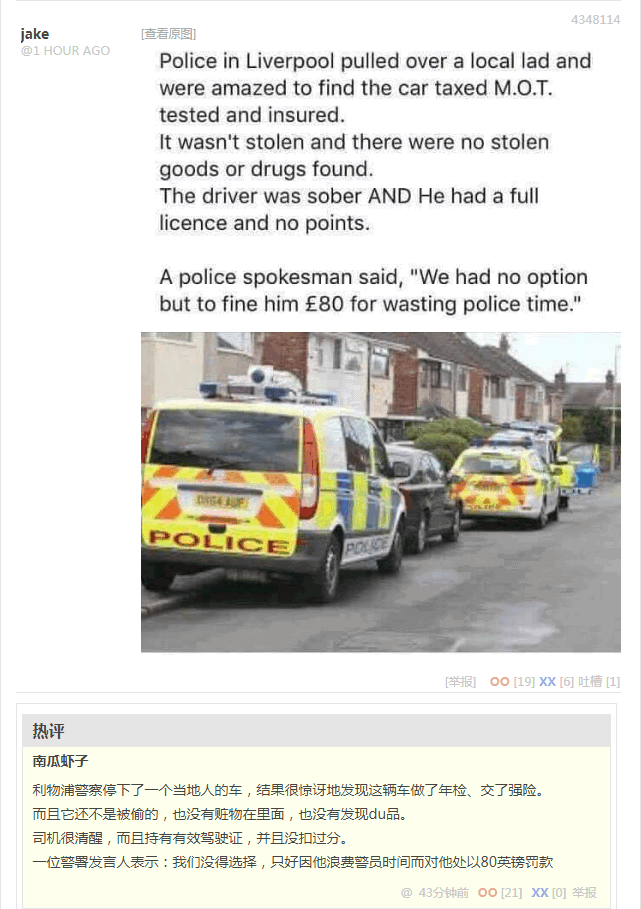 4348114
jake
[查看原图]
@1 HOUR AGO
Police in Liverpool pulled over a local lad and
were amazed to find the car taxed M.O.T.
tested and insured.
It wasn't stolen and there were no stolen
goods or drugs found.
The driver was sober AND He had a full
licence and no points.
A police spokesman said, "We had no option
but to fine him £80 for wasting police time."
POLICE
POLICE
POLICE
[举报] OO [19] XX [6] 吐槽 [1]
热评
南瓜虾子
利物浦警察停下了一个当地人的车，结果很惊讶地发现这辆车做了年检、交了强险。
而且它还不是被偷的，也没有赃物在里面，也没有发现du品。
司机很清醒，而且持有有效驾驶证，并且没扣过分。
一位警署发言人表示：我们没得选择，只好因他浪费警员时间而对他处以80英镑罚款
@ 43分钟前 OO [21] XX [0] 举报